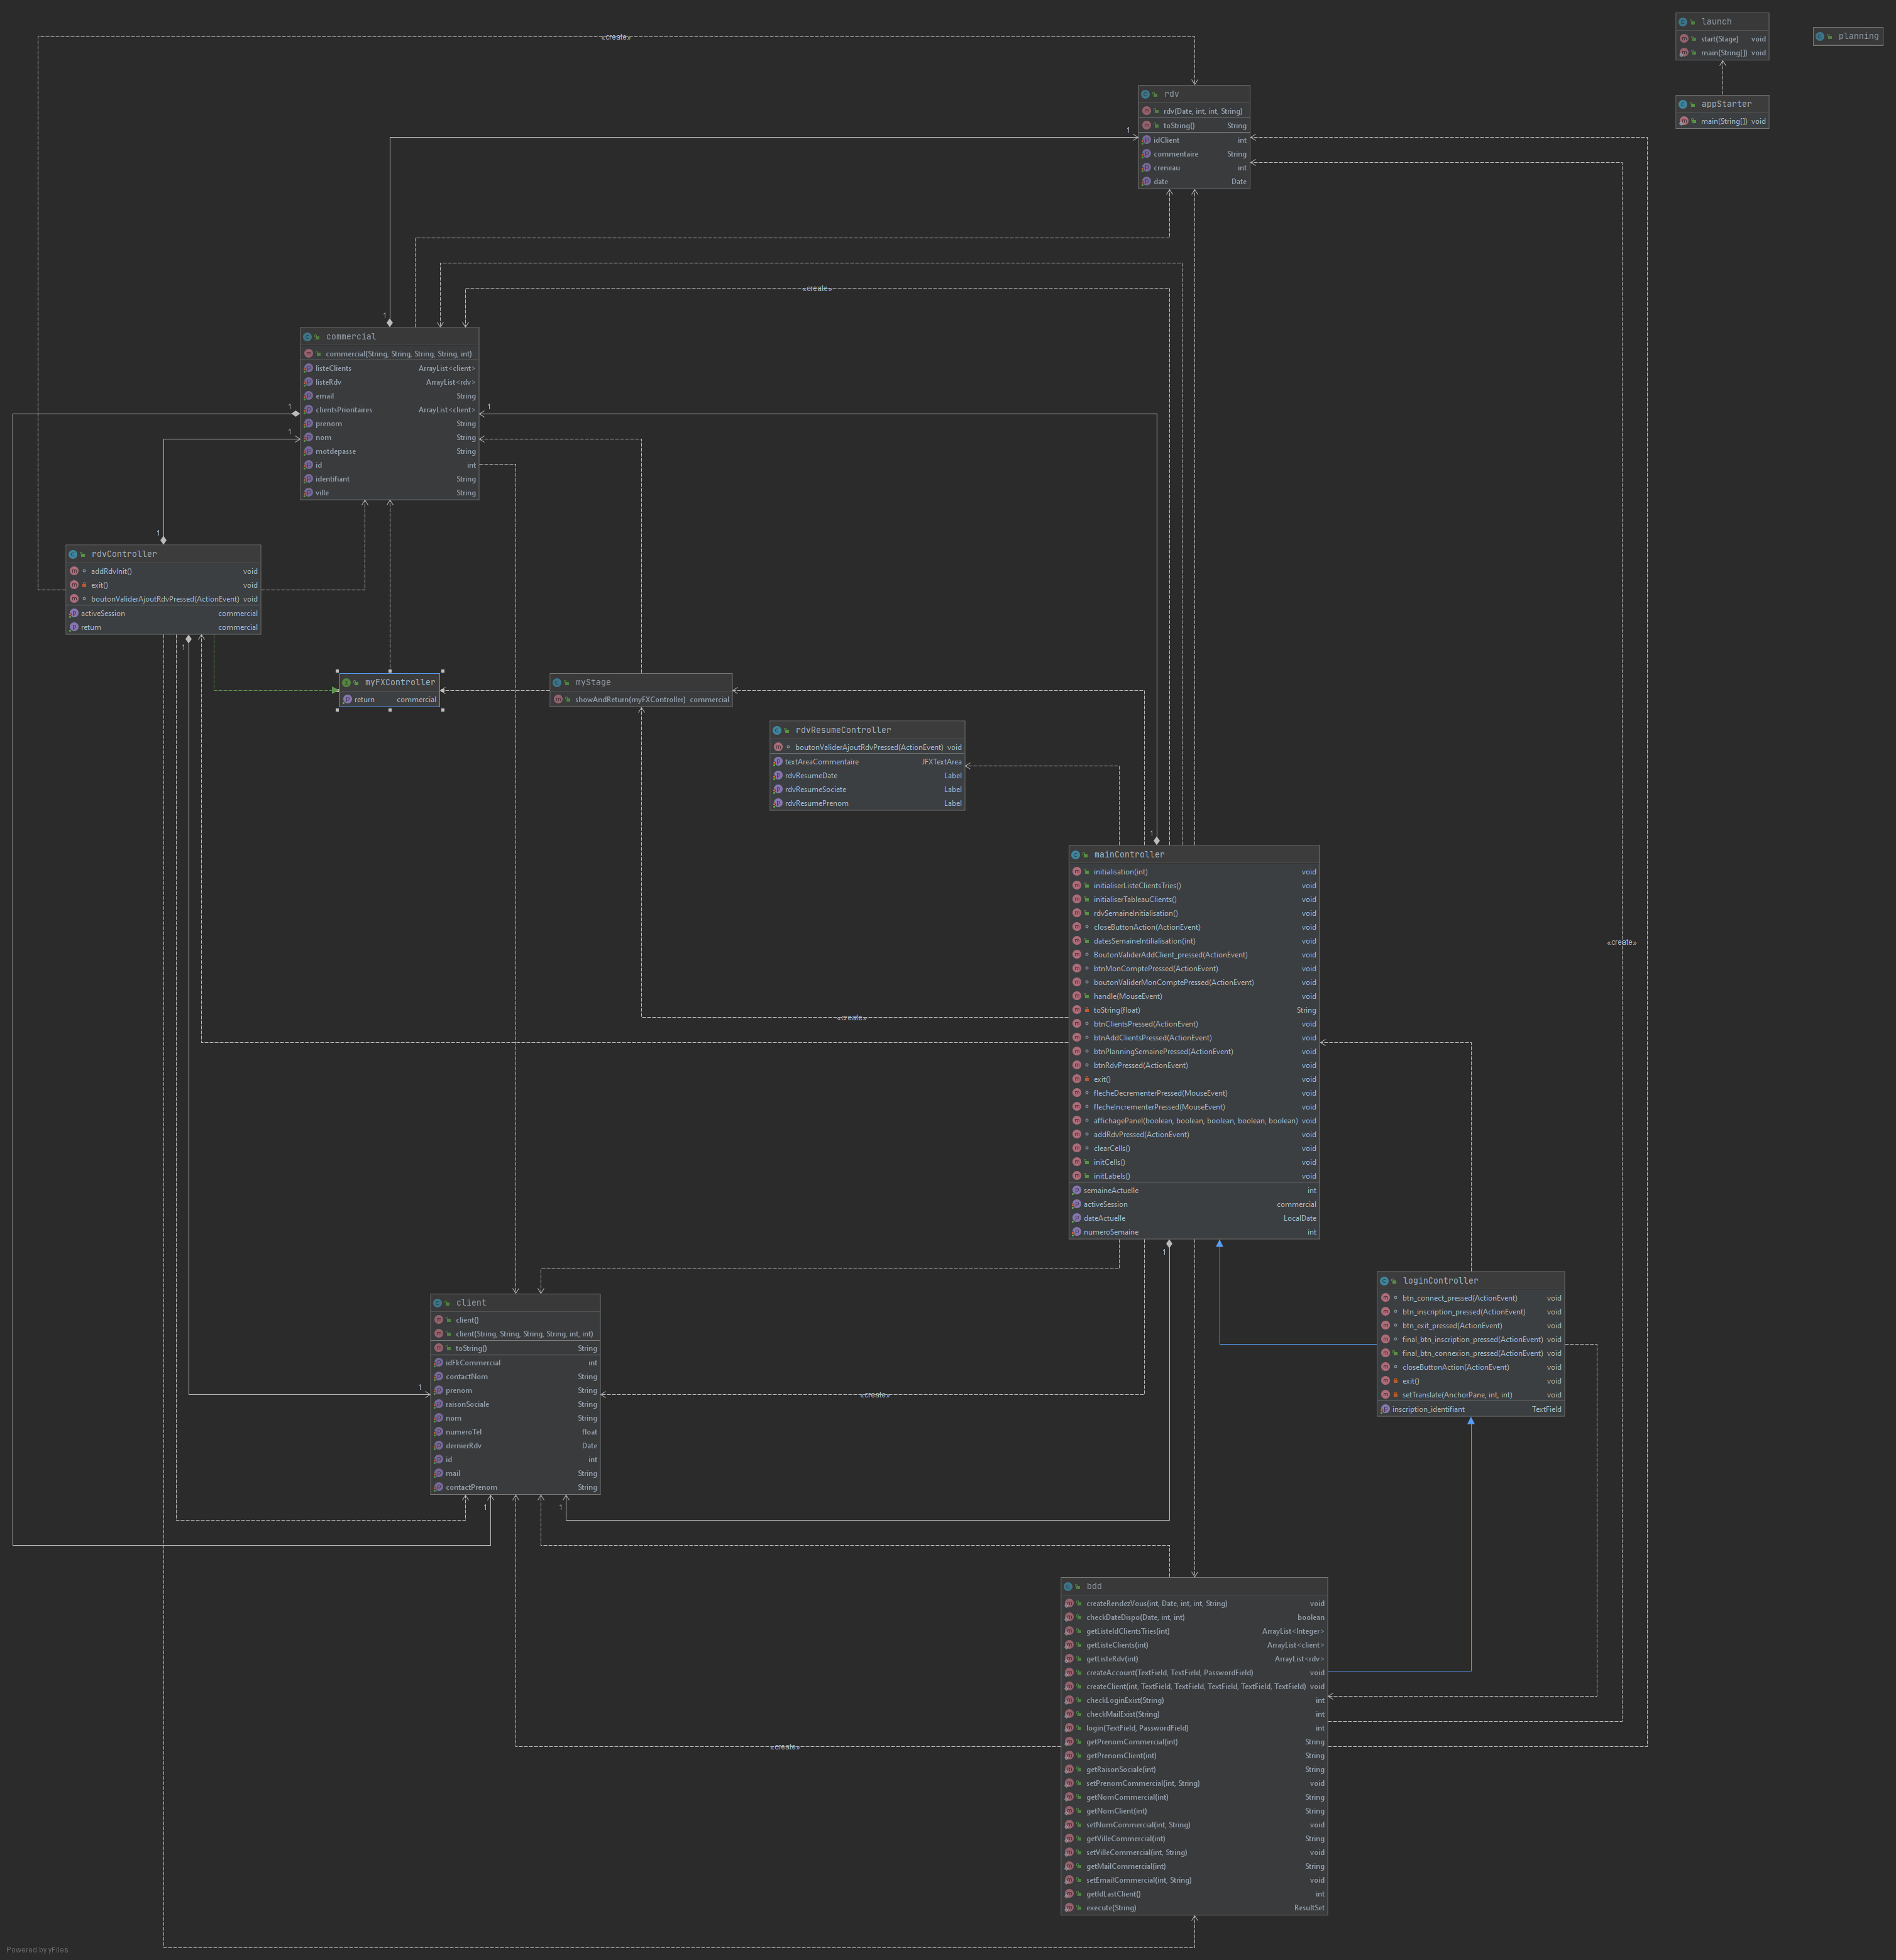 launch
start(Stage) void
main(String[]) void
planning
appStarter
main(String[]) void
«create»
rdv
rdv(Date, int, int, String)
toString() String
idClient int
commentaire String
creneau int
date Date
1
1
«create»
commercial
commercial(String, String, String, String, int)
listeClients ArrayList<client>
listeRdv ArrayList<rdv>
email String
clientsPrioritaires ArrayList<client>
prenom String
nom String
motdepasse String
id int
identifiant String
ville String
1
1
1
1
rdvController
addRdvInit() void
exit() void
boutonValiderAjoutRdvPressed(ActionEvent) void
activeSession commercial
return commercial
1
myFXController
return commercial
myStage
showAndReturn(myFXController) commercial
rdvResumeController
boutonValiderAjoutRdvPressed(ActionEvent) void
textAreaCommentaire JFXTextArea
rdvResumeDate Label
rdvResumeSociete Label
rdvResumePrenom Label
1
mainController
initialisation(int) void
initialiserListeClientsTries() void
initialiserTableauClients() void
rdvSemaineInitialisation() void
closeButtonAction(ActionEvent) void
datesSemaineIntilialisation(int) void
BoutonValiderAddClient_pressed(ActionEvent) void
btnMonComptePressed(ActionEvent) void
boutonValiderMonComptePressed(ActionEvent) void
handle(MouseEvent) void
toString(float) String
btnClientsPressed(ActionEvent) void
btnAddClientsPressed(ActionEvent) void
btnPlanningSemainePressed(ActionEvent) void
btnRdvPressed(ActionEvent) void
exit() void
flecheDecrementerPressed(MouseEvent) void
flecheIncrementerPressed(MouseEvent) void
affichagePanel(boolean, boolean, boolean, boolean, boolean) void
addRdvPressed(ActionEvent) void
clearCells() void
initCells() void
initLabels() void
semaineActuelle int
activeSession commercial
dateActuelle LocalDate
numeroSemaine int
1
«create»
«create»
loginController
btn_connect_pressed(ActionEvent) void
btn_inscription_pressed(ActionEvent) void
btn_exit_pressed(ActionEvent) void
final_btn_inscription_pressed(ActionEvent) void
final_btn_connexion_pressed(ActionEvent) void
closeButtonAction(ActionEvent) void
exit() void
setTranslate(AnchorPane, int, int) void
inscription_identifiant TextField
client
client()
client(String, String, String, String, int, int)
toString() String
idFkCommercial int
contactNom String
prenom String
raisonSociale String
nom String
numeroTel float
dernierRdv Date
id int
mail String
contactPrenom String
1
1
1
«create»
bdd
createRendezVous(int, Date, int, int, String) void
checkDateDispo(Date, int, int) boolean
getListeIdClientsTries(int) ArrayList<Integer>
getListeClients(int) ArrayList<client>
getListeRdv(int) ArrayList<rdv>
createAccount(TextField, TextField, PasswordField) void
createClient(int, TextField, TextField, TextField, TextField, TextField) void
checkLoginExist(String) int
checkMailExist(String) int
login(TextField, PasswordField) int
getPrenomCommercial(int) String
getPrenomClient(int) String
getRaisonSociale(int) String
setPrenomCommercial(int, String) void
getNomCommercial(int) String
getNomClient(int) String
setNomCommercial(int, String) void
getVilleCommercial(int) String
setVilleCommercial(int, String) void
getMailCommercial(int) String
setEmailCommercial(int, String) void
getIdLastClient() int
execute(String) ResultSet
«create»
Powered by yFiles